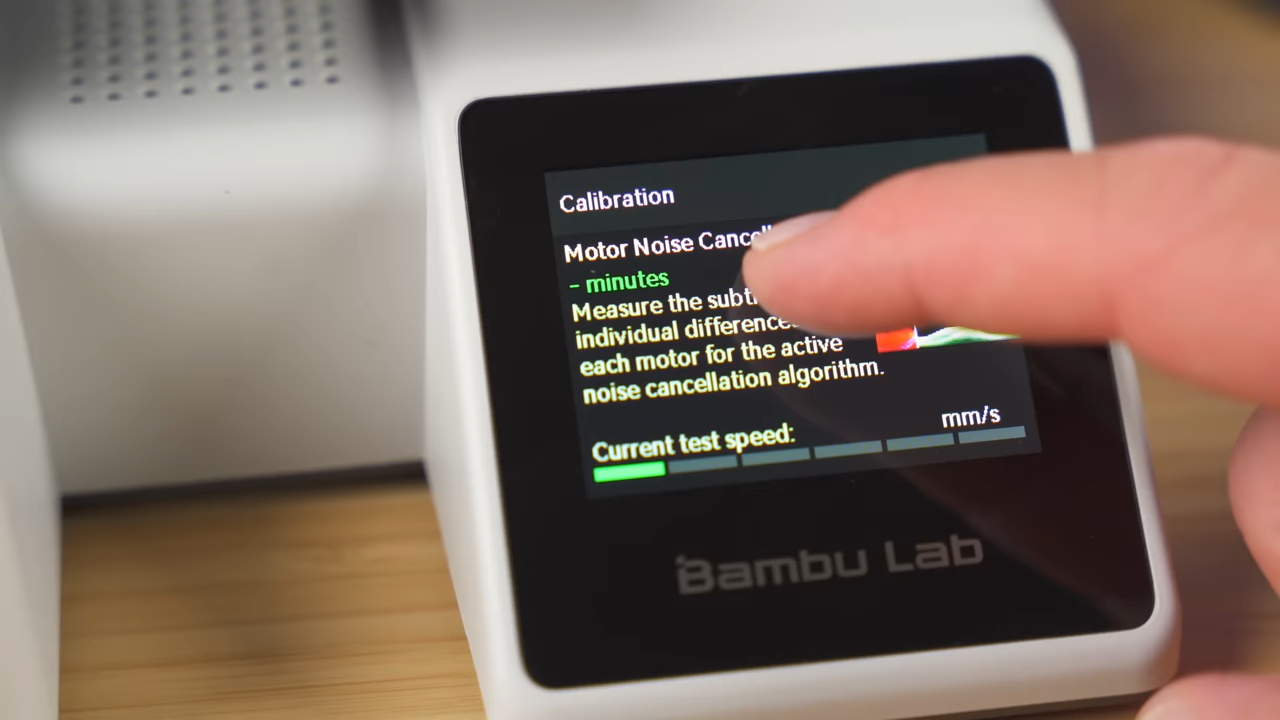 Calibration
Motor Noise Cancell
- minutes
Measure the subt
individual difference
each motor for the active
noise cancellation algorithm.
mm/s
Current test speed:
Bambu Lab